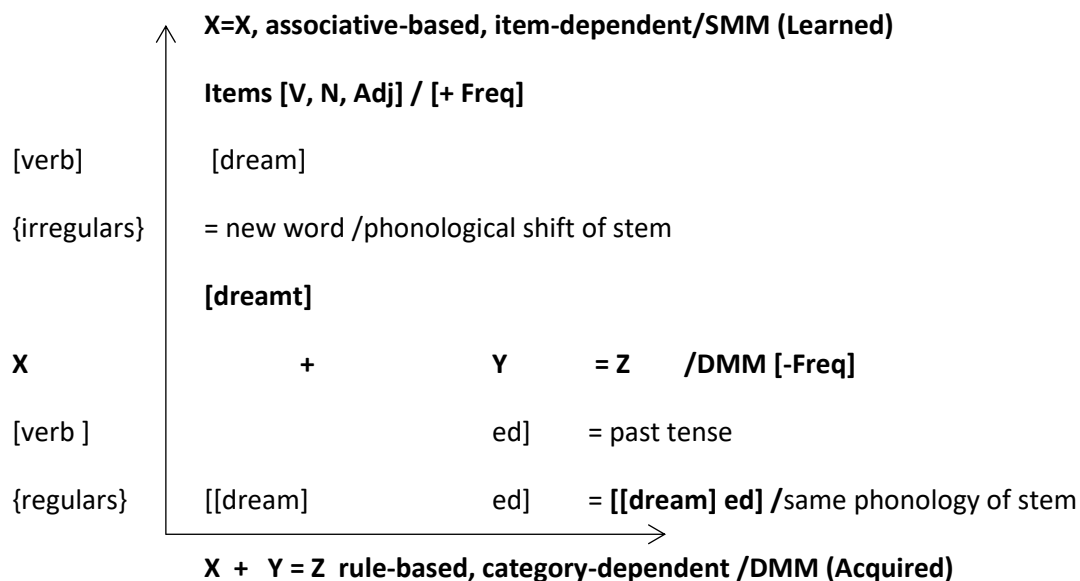 X=X, associative-based, item-dependent/SMM (Learned)
Items [V, N, Adj] / [+ Freq]
[verb] [dream]
{irregulars} = new word /phonological shift of stem
[dreamt]
X + Y = Z /DMM [-Freq]
[verb ] ed] = past tense
{regulars} [[dream] ed] = [[dream] ed] /same phonology of stem
X + Y = Z rule-based, category-dependent /DMM (Acquired)